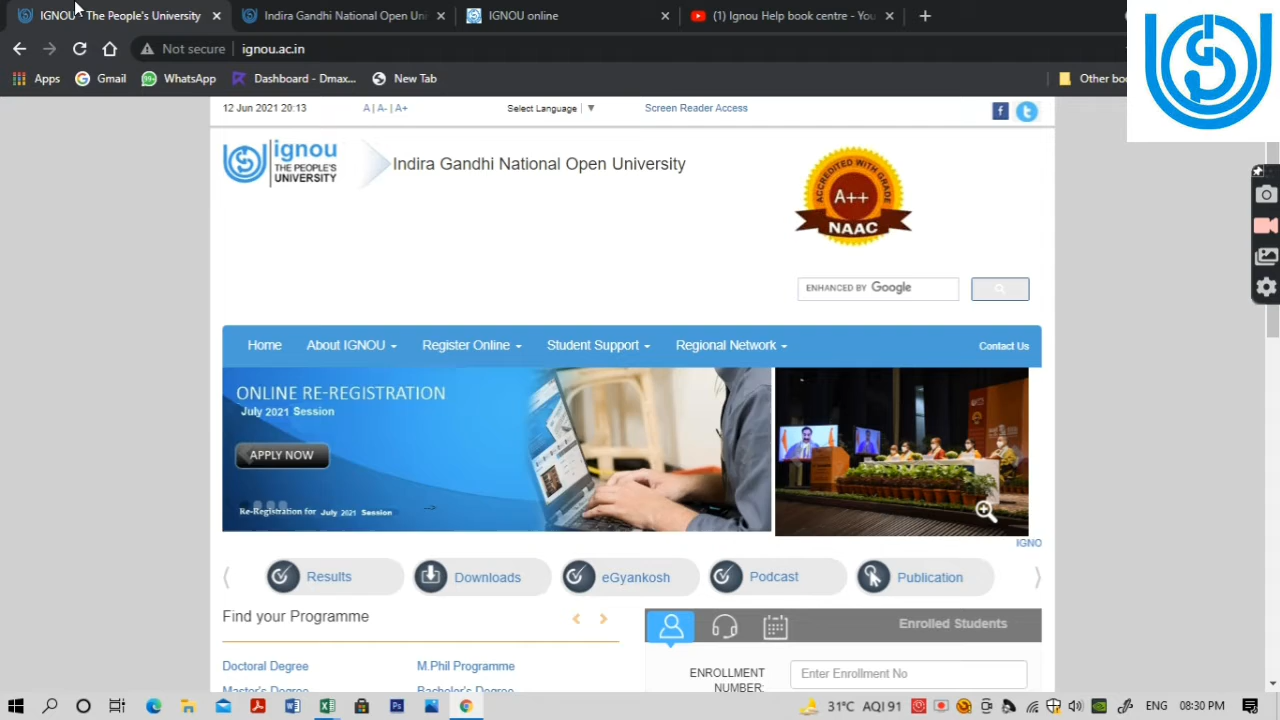 IGNOU - The People's University
Indira Gandhi National Open Uni
IGNOU online
(1) Ignou Help book centre - You
Not secure
ignou.ac.in
Apps
Gmail
WhatsApp
Dashboard - Dmax...
New Tab
Other boo
12 Jun 2021 20:13
A | A- | A+
Select Language ▼
Screen Reader Access
ignou
THE PEOPLE'S
UNIVERSITY
Indira Gandhi National Open University
ACCREDITED WITH GRADE
A++
NAAC
ENHANCED BY Google
Home
About IGNOU
Register Online
Student Support
Regional Network
Contact Us
ONLINE RE-REGISTRATION
July 2021 Session
APPLY NOW
Re-Registration for July 2021 Session
IGNO
Results
Downloads
eGyankosh
Podcast
Publication
Find your Programme
Enrolled Students
Doctoral Degree
M.Phil Programme
ENROLLMENT
NUMBER:
Enter Enrollment No
Master's Degree
Bachelor's Degree
31°C AQI 91
ENG
08:30 PM